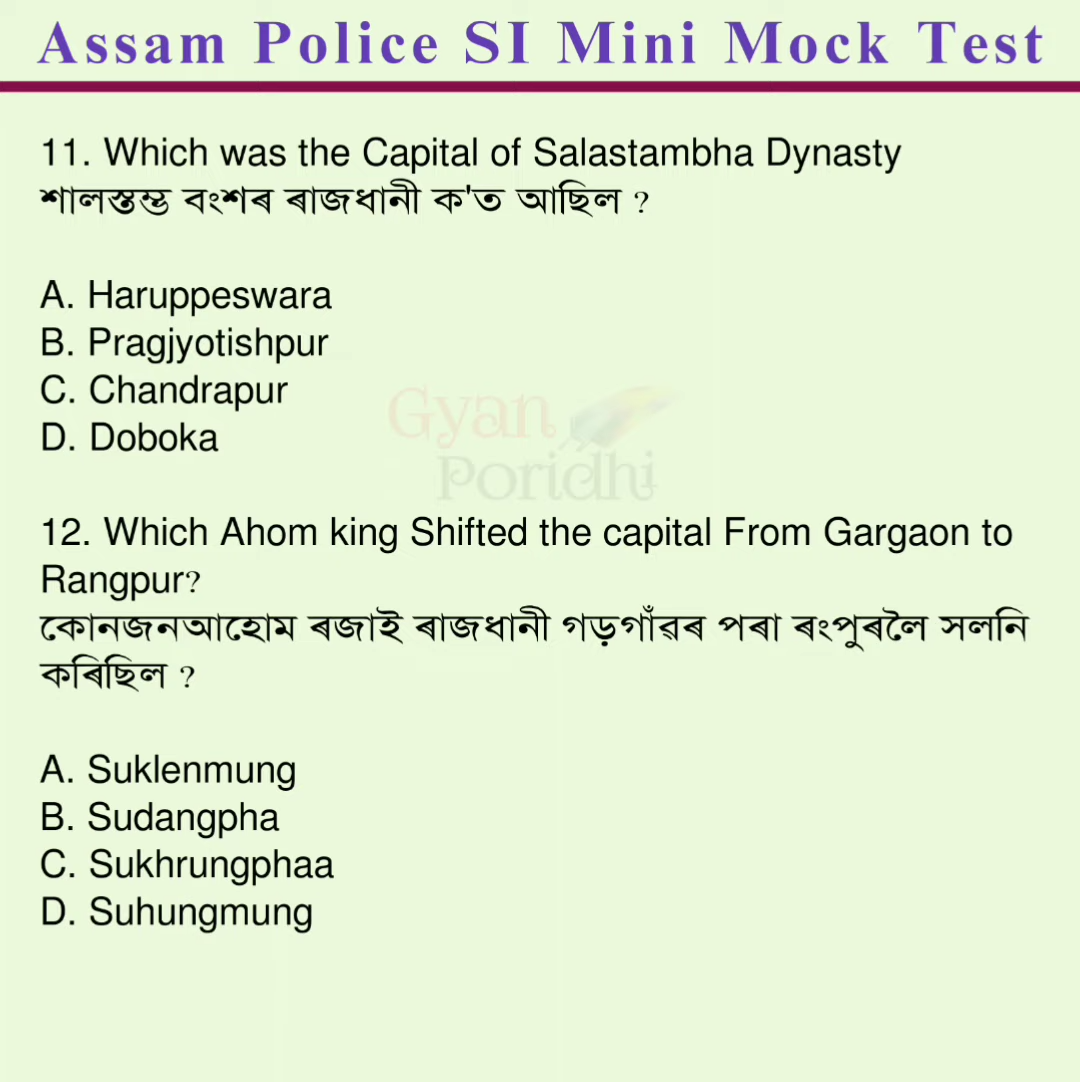 Assam Police SI Mini Mock Test
11. Which was the Capital of Salastambha Dynasty
শালস্তম্ভ বংশৰ ৰাজধানী ক'ত আছিল ?
A. Haruppeswara
B. Pragjyotishpur
C. Chandrapur
D. Doboka
Gyan
Poridhi
12. Which Ahom king Shifted the capital From Gargaon to
Rangpur?
কোনজনআহোম ৰজাই ৰাজধানী গড়গাঁৱৰ পৰা ৰংপুৰলৈ সলনি
কৰিছিল ?
A. Suklenmung
B. Sudangpha
C. Sukhrungphaa
D. Suhungmung